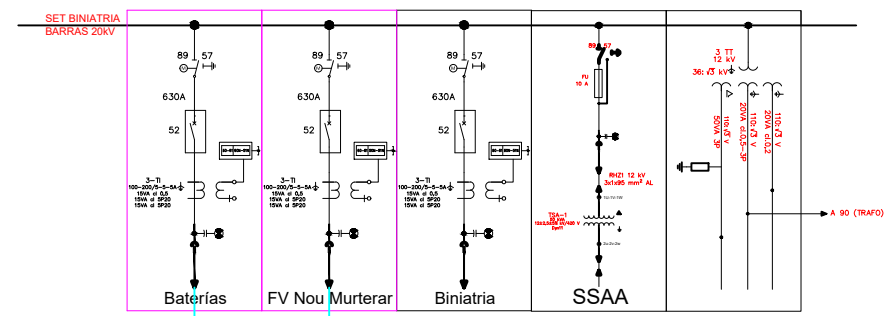 SET BINIATRIA
BARRAS 20kV
89 57
M
630A
52
3-TI
100-200/5-5-5A
15VA cl 0,5
15VA cl 5P20
15VA cl 5P20
Baterías
89 57
M
630A
52
3-TI
100-200/5-5-5A
15VA cl 0,5
15VA cl 5P20
15VA cl 5P20
FV Nou Murterar
89 57
M
630A
52
3-TI
100-200/5-5-5A
15VA cl 0,5
15VA cl 5P20
15VA cl 5P20
Biniatria
89 57
FU
10 A
RHZ1 12 kV
3x1x95 mm² AL
1U-1V-1W
TSA-1
Dyn11
SSAA
3 TT
12 kV
36:√3 kV
110:√3 V
50VA 3P
110:√3 V
20VA cl.0,5-3P
110:√3 V
20VA cl.0,2
A 90 (TRAFO)